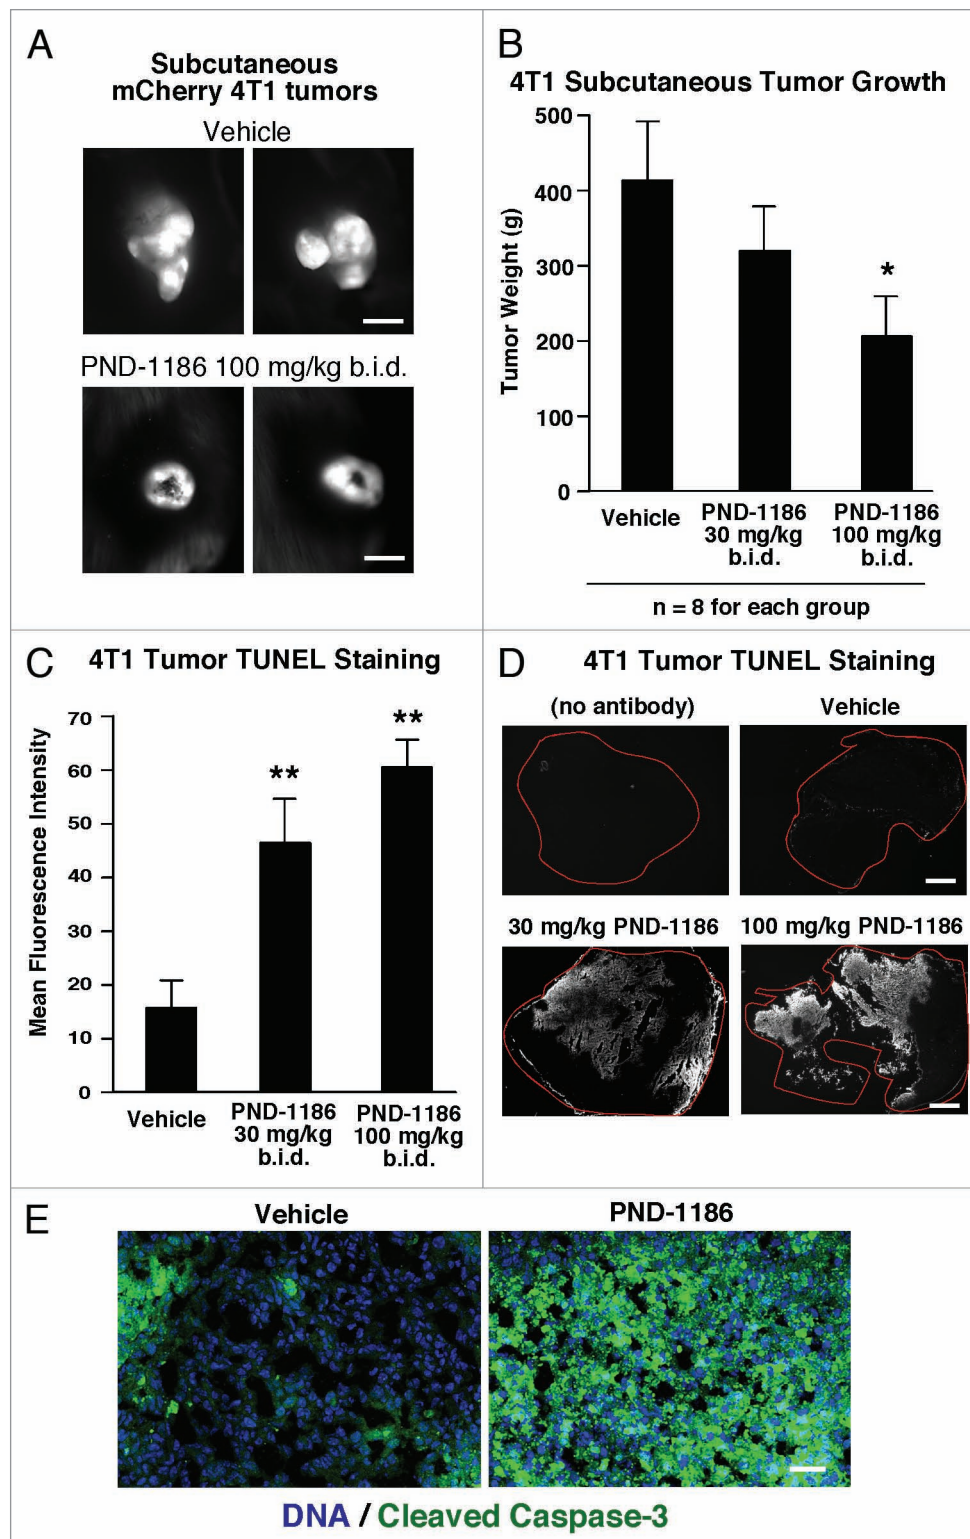 A
Subcutaneous
mCherry 4T1 tumors
Vehicle
PND-1186 100 mg/kg b.i.d.
B
4T1 Subcutaneous Tumor Growth
Tumor Weight (g)
500
400
300
200
100
0
*
Vehicle
PND-1186
30 mg/kg
b.i.d.
PND-1186
100 mg/kg
b.i.d.
n = 8 for each group
C
4T1 Tumor TUNEL Staining
Mean Fluorescence Intensity
70
60
50
40
30
20
10
0
**
**
Vehicle
PND-1186
30 mg/kg
b.i.d.
PND-1186
100 mg/kg
b.i.d.
D
4T1 Tumor TUNEL Staining
(no antibody)
Vehicle
30 mg/kg PND-1186
100 mg/kg PND-1186
E
Vehicle
PND-1186
DNA / Cleaved Caspase-3